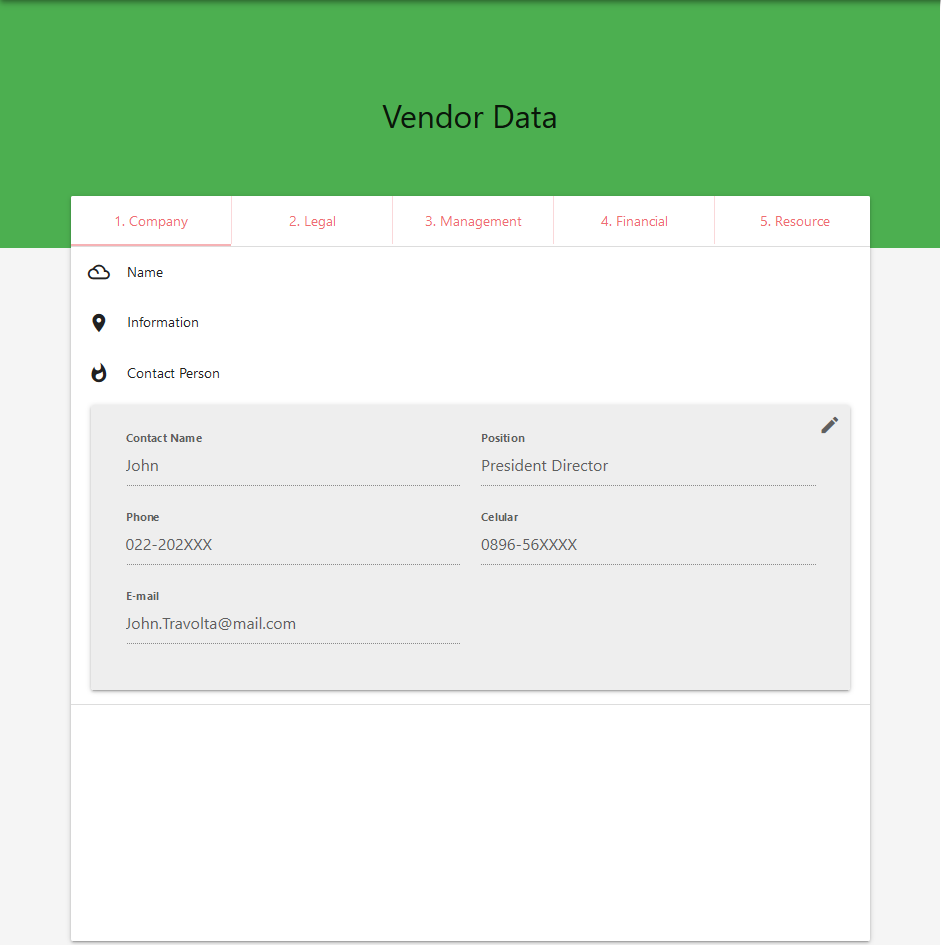 Vendor Data
1. Company 2. Legal 3. Management 4. Financial 5. Resource
Name
Information
Contact Person
Contact Name Position
John President Director
Phone Celular
022-202XXX 0896-56XXXX
E-mail
John.Travolta@mail.com